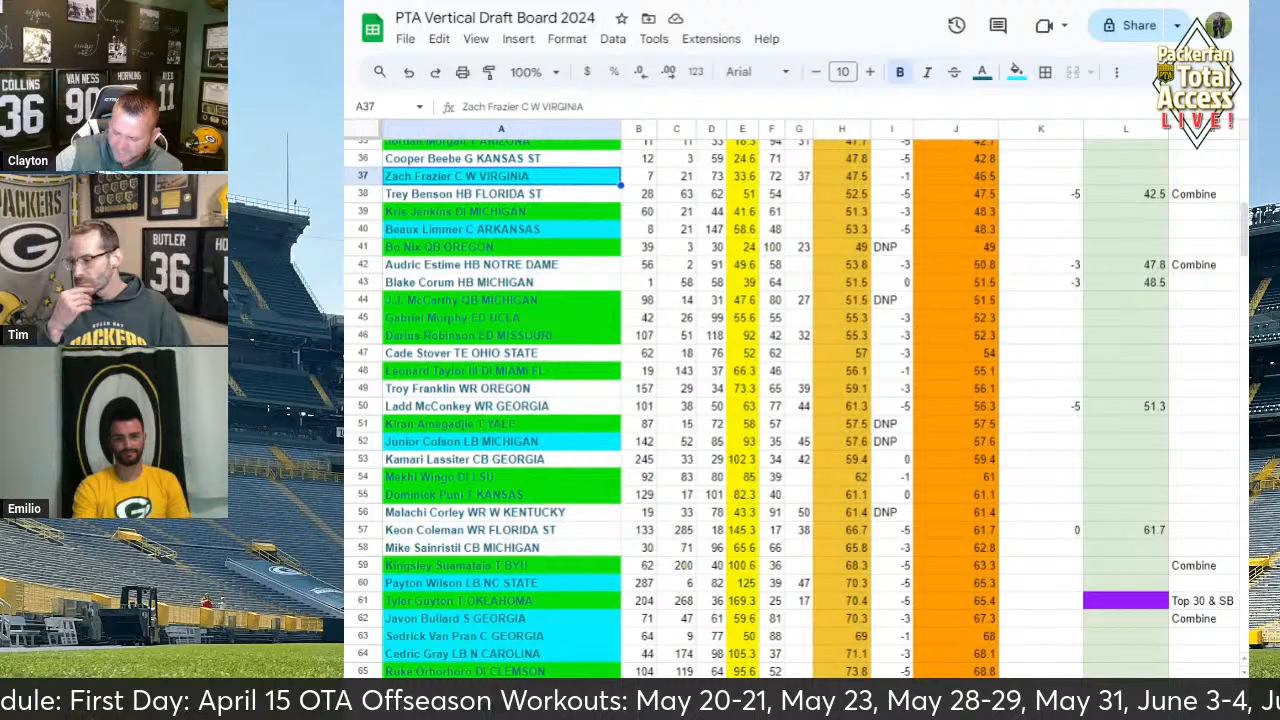 PTA Vertical Draft Board 2024
File Edit View Insert Format Data Tools Extensions Help
Share
100% $ % .0 .00 123 Arial 10 B I S A
A37 fx Zach Frazier C W VIRGINIA
A B C D E F G H I J K L
Jordan Morgan T ARIZONA 11 11 33 18.3 94 31 47.7 -5 42.7
36 Cooper Beebe G KANSAS ST 12 3 59 24.6 71 47.8 -5 42.8
37 Zach Frazier C W VIRGINIA 7 21 73 33.6 72 37 47.5 -1 46.5
38 Trey Benson HB FLORIDA ST 28 63 62 51 54 52.5 -5 47.5 -5 42.5 Combine
39 Kris Jenkins DI MICHIGAN 60 21 44 41.6 61 51.3 -3 48.3
40 Beaux Limmer C ARKANSAS 8 21 147 58.6 48 53.3 -5 48.3
41 Bo Nix QB OREGON 39 3 30 24 100 23 49 DNP 49
42 Audric Estime HB NOTRE DAME 56 2 91 49.6 58 53.8 -3 50.8 -3 47.8 Combine
43 Blake Corum HB MICHIGAN 1 58 58 39 64 51.5 0 51.5 -3 48.5
44 J.J. McCarthy QB MICHIGAN 98 14 31 47.6 80 27 51.5 DNP 51.5
45 Gabriel Murphy ED UCLA 42 26 99 55.6 55 55.3 -3 52.3
46 Darius Robinson ED MISSOURI 107 51 118 92 42 32 55.3 -3 52.3
47 Cade Stover TE OHIO STATE 62 18 76 52 62 57 -3 54
48 Leonard Taylor III DI MIAMI FL 19 143 37 66.3 46 56.1 -1 55.1
49 Troy Franklin WR OREGON 157 29 34 73.3 65 39 59.1 -3 56.1
50 Ladd McConkey WR GEORGIA 101 38 50 63 77 44 61.3 -5 56.3 -5 51.3
51 Kiran Amegadjie T YALE 87 15 72 58 57 57.5 DNP 57.5
52 Junior Colson LB MICHIGAN 142 52 85 93 35 45 57.6 DNP 57.6
53 Kamari Lassiter CB GEORGIA 245 33 29 102.3 34 42 59.4 0 59.4
54 Mekhi Wingo DI LSU 92 83 80 85 39 62 -1 61
55 Dominick Puni T KANSAS 129 17 101 82.3 40 61.1 0 61.1
56 Malachi Corley WR W KENTUCKY 19 33 78 43.3 91 50 61.4 DNP 61.4
57 Keon Coleman WR FLORIDA ST 133 285 18 145.3 17 38 66.7 -5 61.7 0 61.7
58 Mike Sainristil CB MICHIGAN 30 71 96 65.6 66 65.8 -3 62.8
59 Kingsley Suamataia T BYU 62 200 40 100.6 36 68.3 -5 63.3 Combine
60 Payton Wilson LB NC STATE 287 6 82 125 39 47 70.3 -5 65.3
61 Tyler Guyton T OKLAHOMA 204 268 36 169.3 25 17 70.4 -5 65.4 Top 30 & SB
62 Javon Bullard S GEORGIA 71 47 61 59.6 81 70.3 -3 67.3 Combine
63 Sedrick Van Pran C GEORGIA 64 9 77 50 88 69 -1 68
64 Cedric Gray LB N CAROLINA 44 174 98 105.3 37 71.1 -3 68.1
65 Ruke Orhorhoro DI CLEMSON 104 119 64 95.6 52 73.8 -5 68.8
Packerfan
Total
Access
LIVE!
COLLINS 36
VAN NESS
HORNUNG
11
Clayton
PACKERS
G
BUTLER
36
PACKERS
Tim
G
Emilio
dule: First Day: April 15 OTA Offseason Workouts: May 20-21, May 23, May 28-29, May 31, June 3-4, Ju